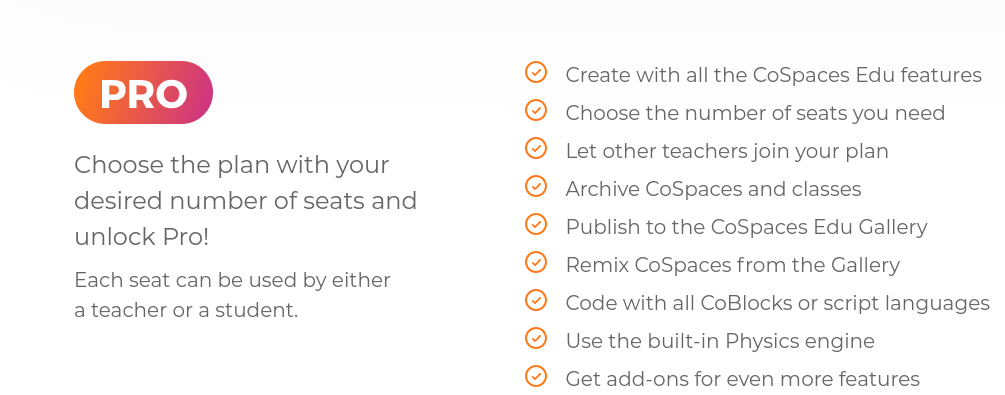 PRO
Choose the plan with your
desired number of seats and
unlock Pro!
Each seat can be used by either
a teacher or a student.
Create with all the CoSpaces Edu features
Choose the number of seats you need
Let other teachers join your plan
Archive CoSpaces and classes
Publish to the CoSpaces Edu Gallery
Remix CoSpaces from the Gallery
Code with all CoBlocks or script languages
Use the built-in Physics engine
Get add-ons for even more features